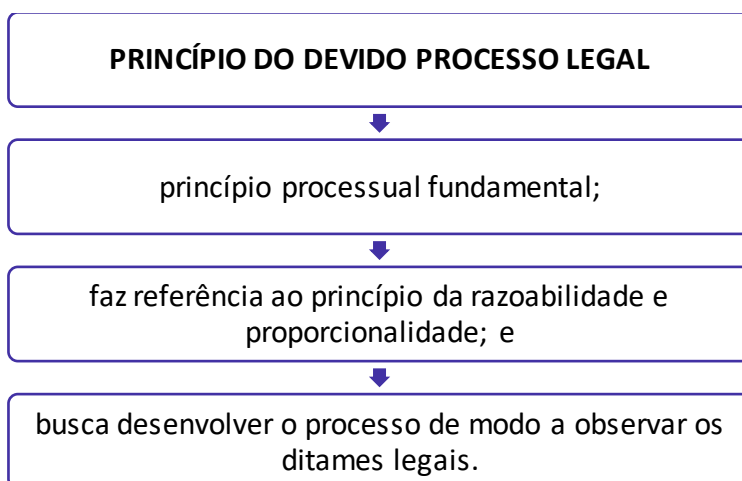 PRINCÍPIO DO DEVIDO PROCESSO LEGAL
princípio processual fundamental;
faz referência ao princípio da razoabilidade e
proporcionalidade; e
busca desenvolver o processo de modo a observar os
ditames legais.